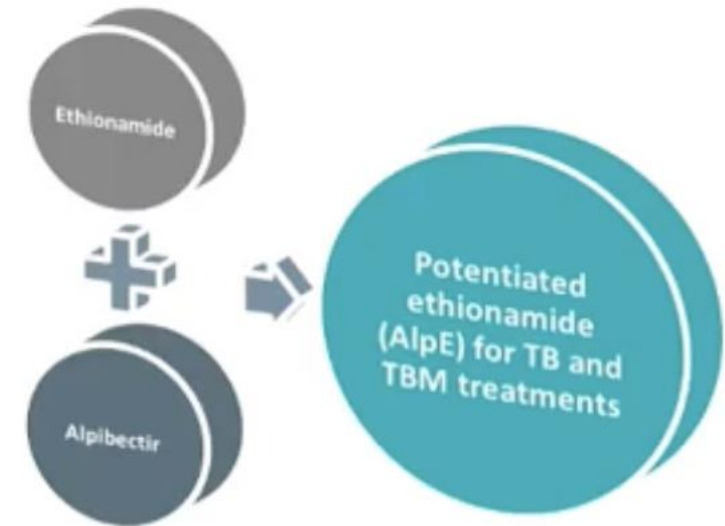 Ethionamide
Alpibectir
Potentiated
ethionamide
(AlpE) for TB and
TBM treatments